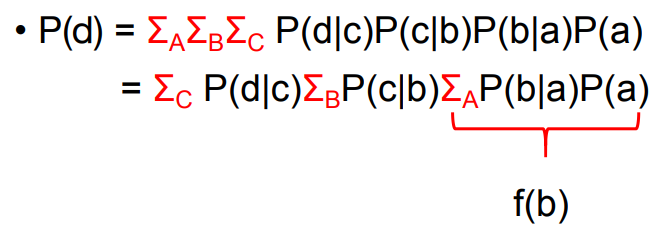 • P(d) = Σ_A Σ_B Σ_C P(d|c)P(c|b)P(b|a)P(a)
= Σ_C P(d|c)Σ_B P(c|b)Σ_A P(b|a)P(a)
f(b)